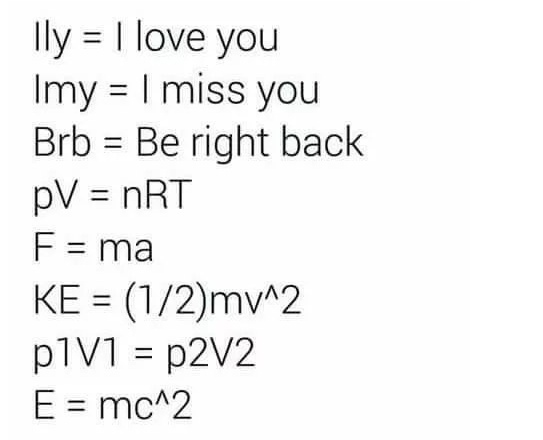 Ily = I love you
Imy = I miss you
Brb = Be right back
pV = nRT
F = ma
KE = (1/2)mv^2
p1V1 = p2V2
E = mc^2